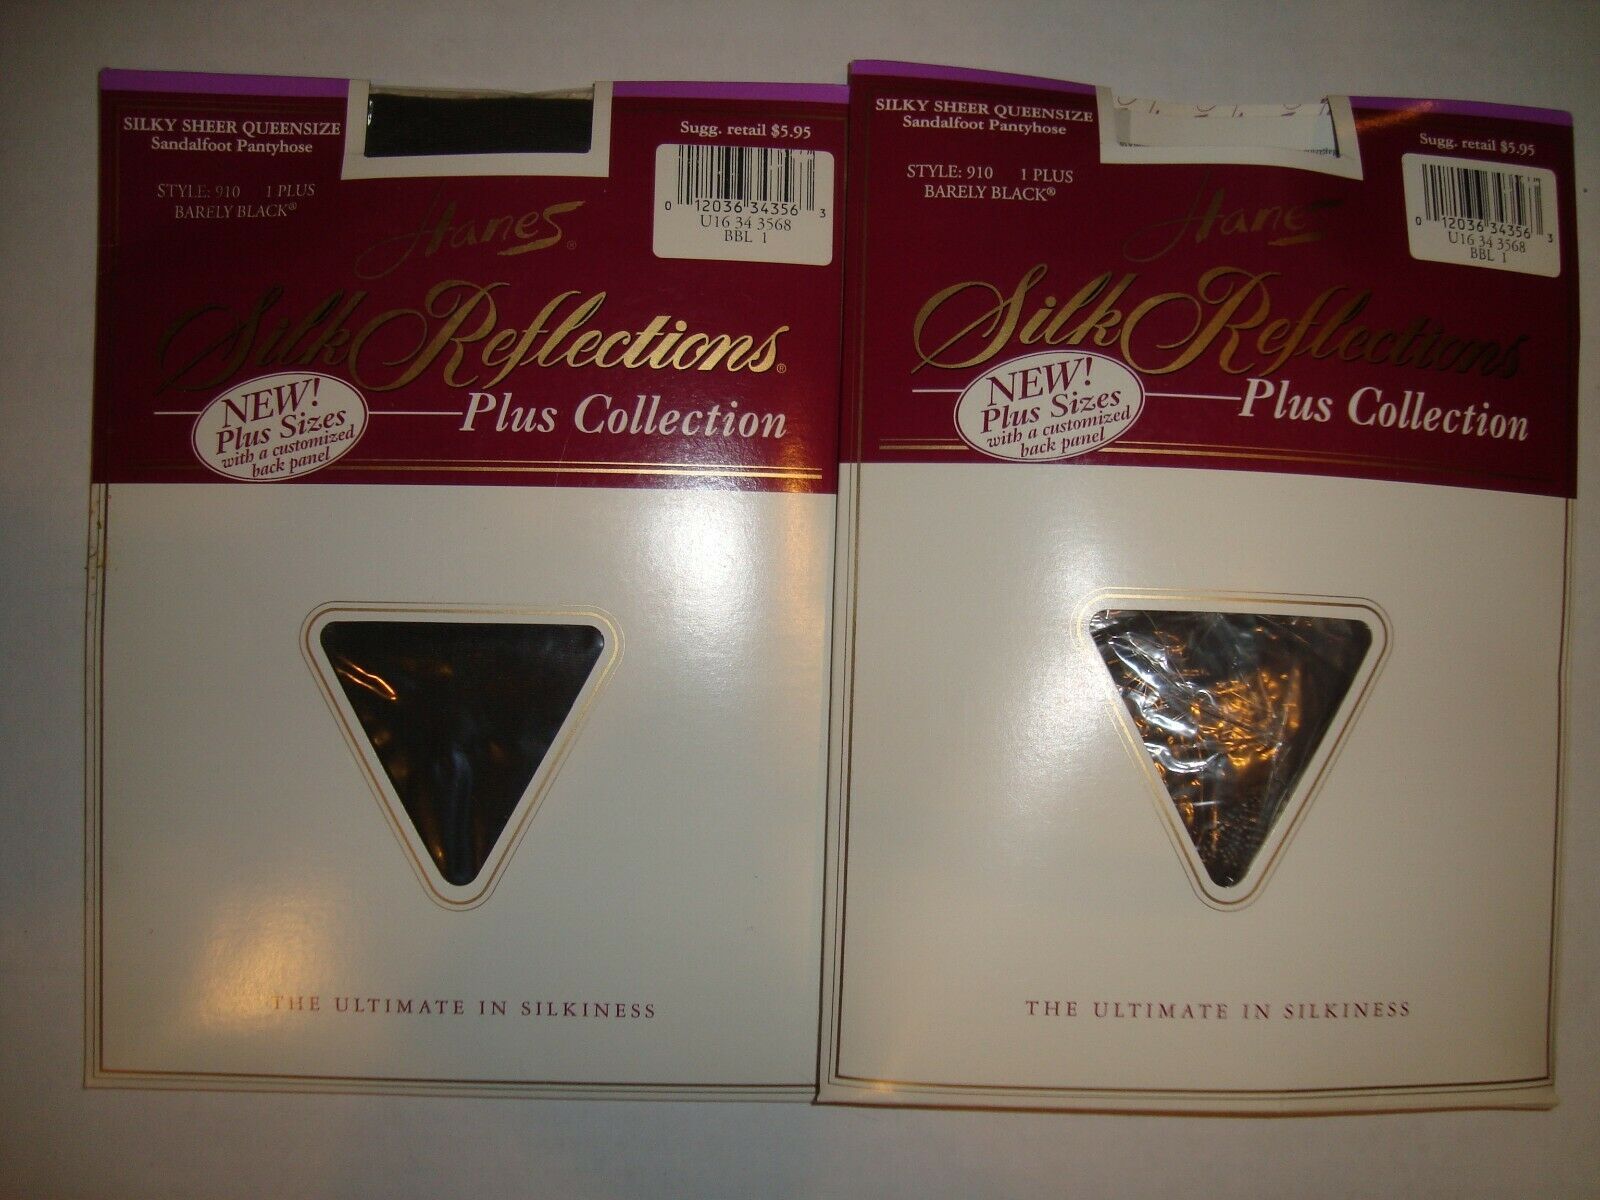 SILKY SHEER QUEENSIZE
Sandalfoot Pantyhose
STYLE: 910 1 PLUS
BARELY BLACK®
Sugg. retail $5.95
0 12036 34356 3
U16 34 3568
BBL 1
Hanes®
Silk Reflections®
Plus Collection
NEW!
Plus Sizes
with a customized
back panel
THE ULTIMATE IN SILKINESS
SILKY SHEER QUEENSIZE
Sandalfoot Pantyhose
STYLE: 910 1 PLUS
BARELY BLACK®
Sugg. retail $5.95
0 12036 34356 3
U16 34 3568
BBL 1
Hanes
Silk Reflections
Plus Collection
NEW!
Plus Sizes
with a customized
back panel
THE ULTIMATE IN SILKINESS